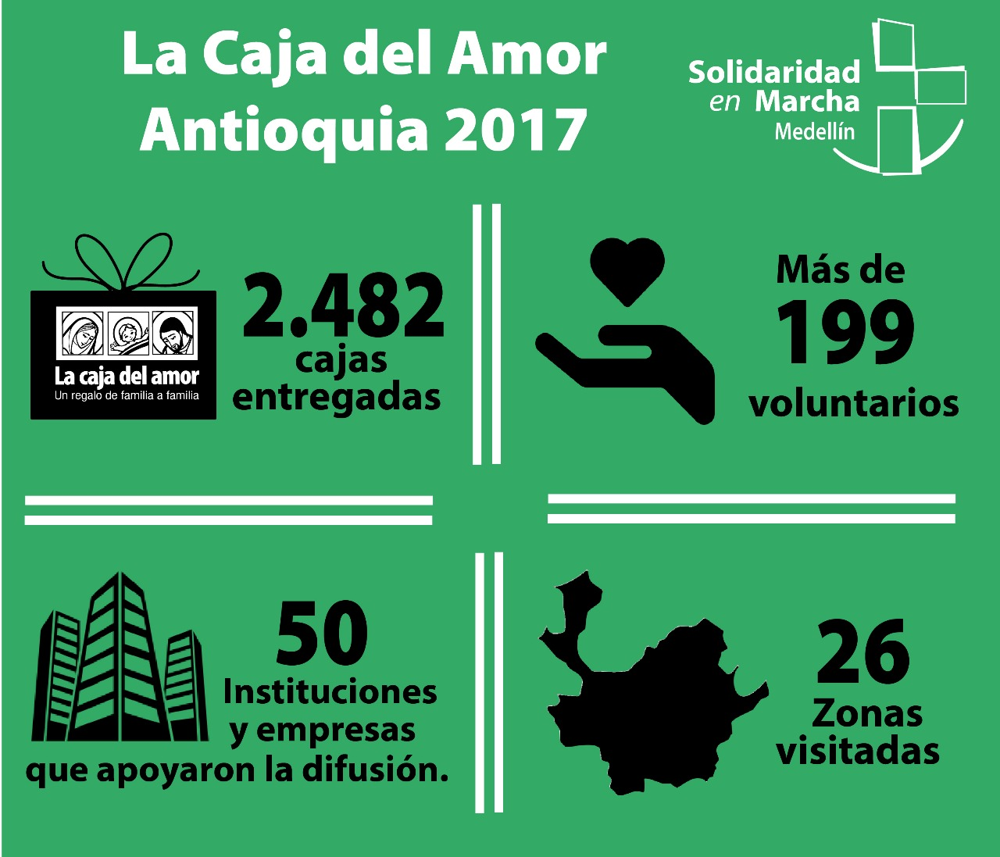 La Caja del Amor
Antioquia 2017
Solidaridad
en Marcha
Medellín
La caja del amor
Un regalo de familia a familia
2.482
cajas
entregadas
Más de
199
voluntarios
50
Instituciones
y empresas
que apoyaron la difusión.
26
Zonas
visitadas